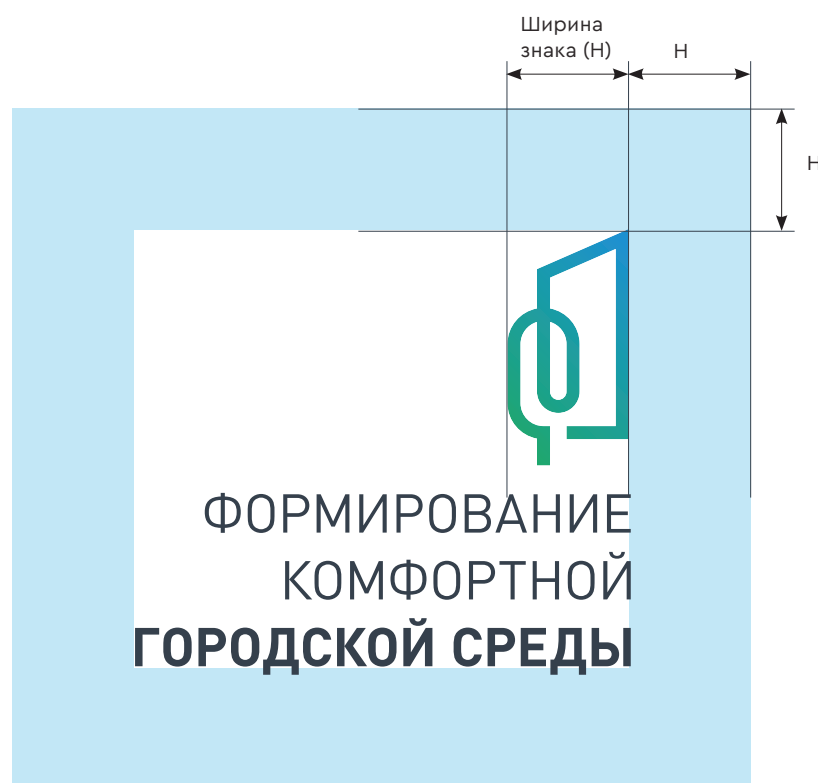 Ширина
знака (Н)
Н
Н
ФОРМИРОВАНИЕ
КОМФОРТНОЙ
ГОРОДСКОЙ СРЕДЫ